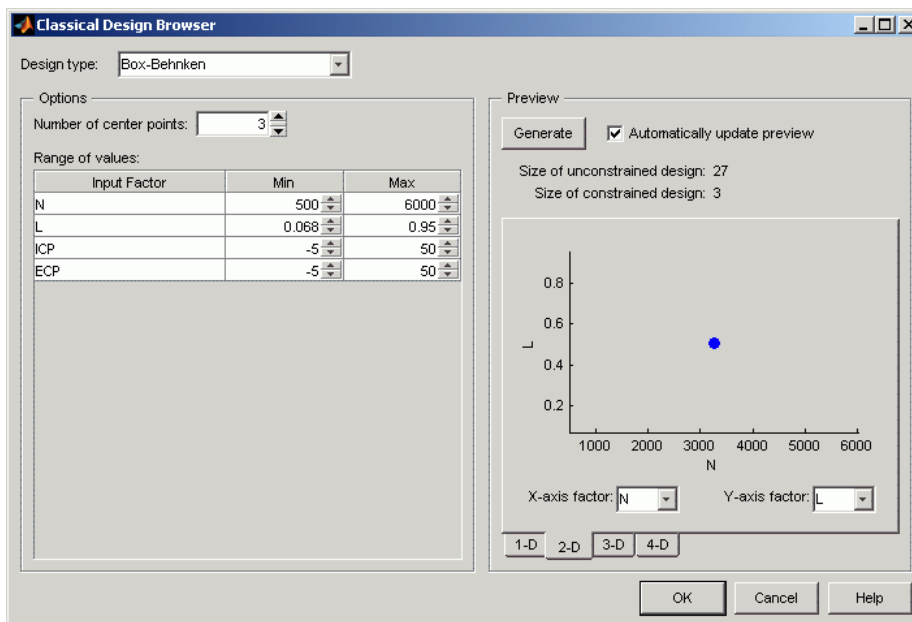 Classical Design Browser
Design type: Box-Behnken
Options
Number of center points: 3
Range of values:
Input Factor Min Max
N 500 6000
L 0.068 0.95
ICP -5 50
ECP -5 50
Preview
Generate Automatically update preview
Size of unconstrained design: 27
Size of constrained design: 3
0.8
0.6
L
0.4
0.2
1000 2000 3000 4000 5000 6000
N
X-axis factor: N Y-axis factor: L
1-D 2-D 3-D 4-D
OK Cancel Help